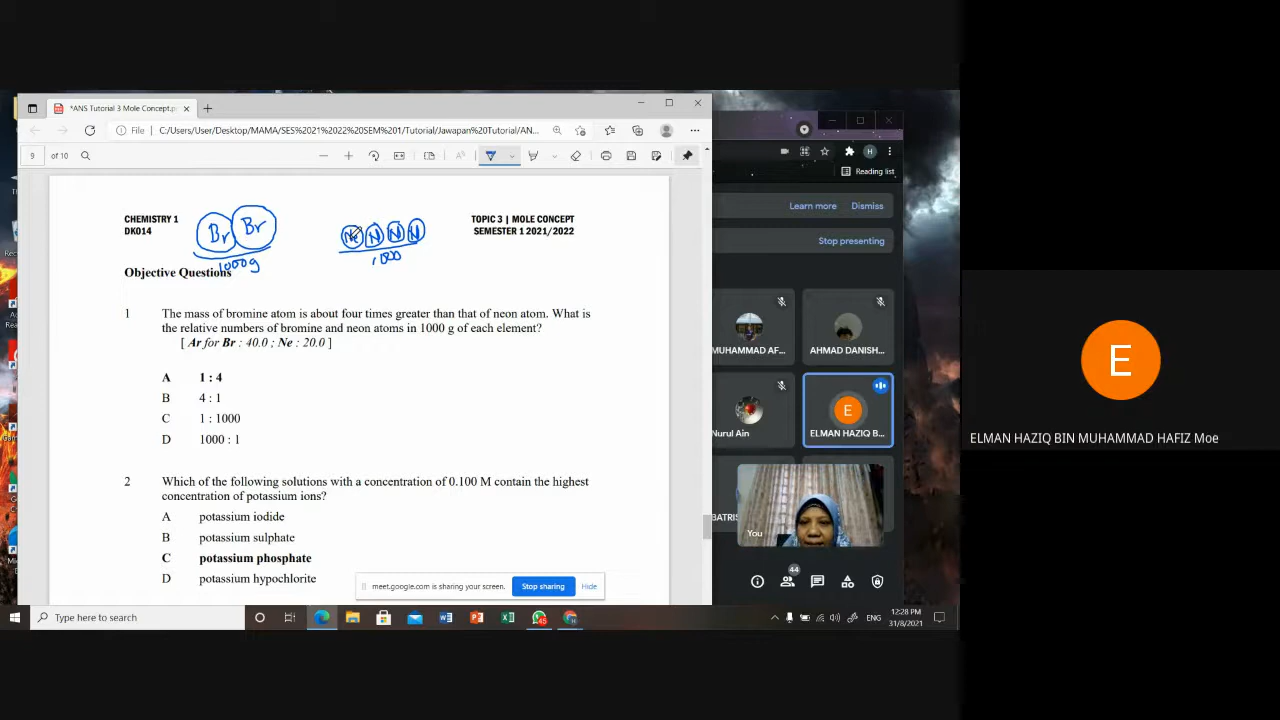 *ANS Tutorial 3 Mole Concept.p
File
C:/Users/User/Desktop/MAMA/SES%2021%2022%20SEM%201/Tutorial/Jawapan%20Tutorial/AN...
9 of 10
CHEMISTRY 1
DK014
Br Br
1000g
N N N N
1000
TOPIC 3 | MOLE CONCEPT
SEMESTER 1 2021/2022
Objective Questions
1 The mass of bromine atom is about four times greater than that of neon atom. What is
the relative numbers of bromine and neon atoms in 1000 g of each element?
[ Ar for Br : 40.0 ; Ne : 20.0 ]
A 1 : 4
B 4 : 1
C 1 : 1000
D 1000 : 1
2 Which of the following solutions with a concentration of 0.100 M contain the highest
concentration of potassium ions?
A potassium iodide
B potassium sulphate
C potassium phosphate
D potassium hypochlorite
meet.google.com is sharing your screen.
Stop sharing
Hide
H
Reading list
Learn more
Dismiss
Stop presenting
MUHAMMAD AF...
AHMAD DANISH...
Nurul Ain
E
ELMAN HAZIQ B...
BATRIS
You
44
Type here to search
45
ENG
12:28 PM
31/8/2021
E
ELMAN HAZIQ BIN MUHAMMAD HAFIZ Moe